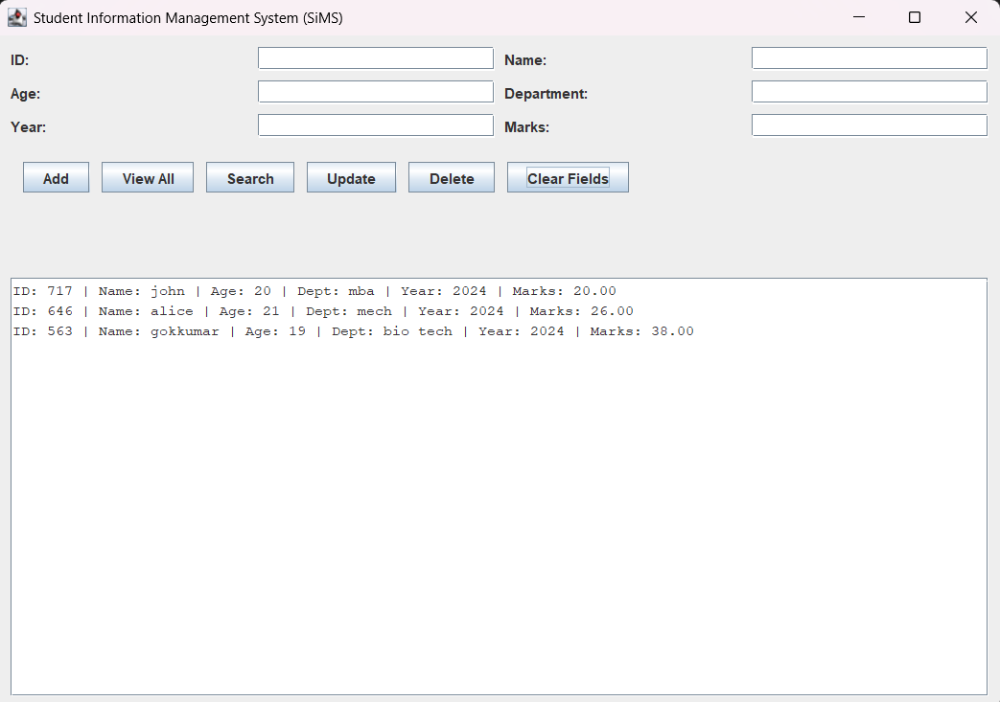 Student Information Management System (SiMS)
ID: Name:
Age: Department:
Year: Marks:
Add View All Search Update Delete Clear Fields
ID: 717 | Name: john | Age: 20 | Dept: mba | Year: 2024 | Marks: 20.00
ID: 646 | Name: alice | Age: 21 | Dept: mech | Year: 2024 | Marks: 26.00
ID: 563 | Name: gokkumar | Age: 19 | Dept: bio tech | Year: 2024 | Marks: 38.00